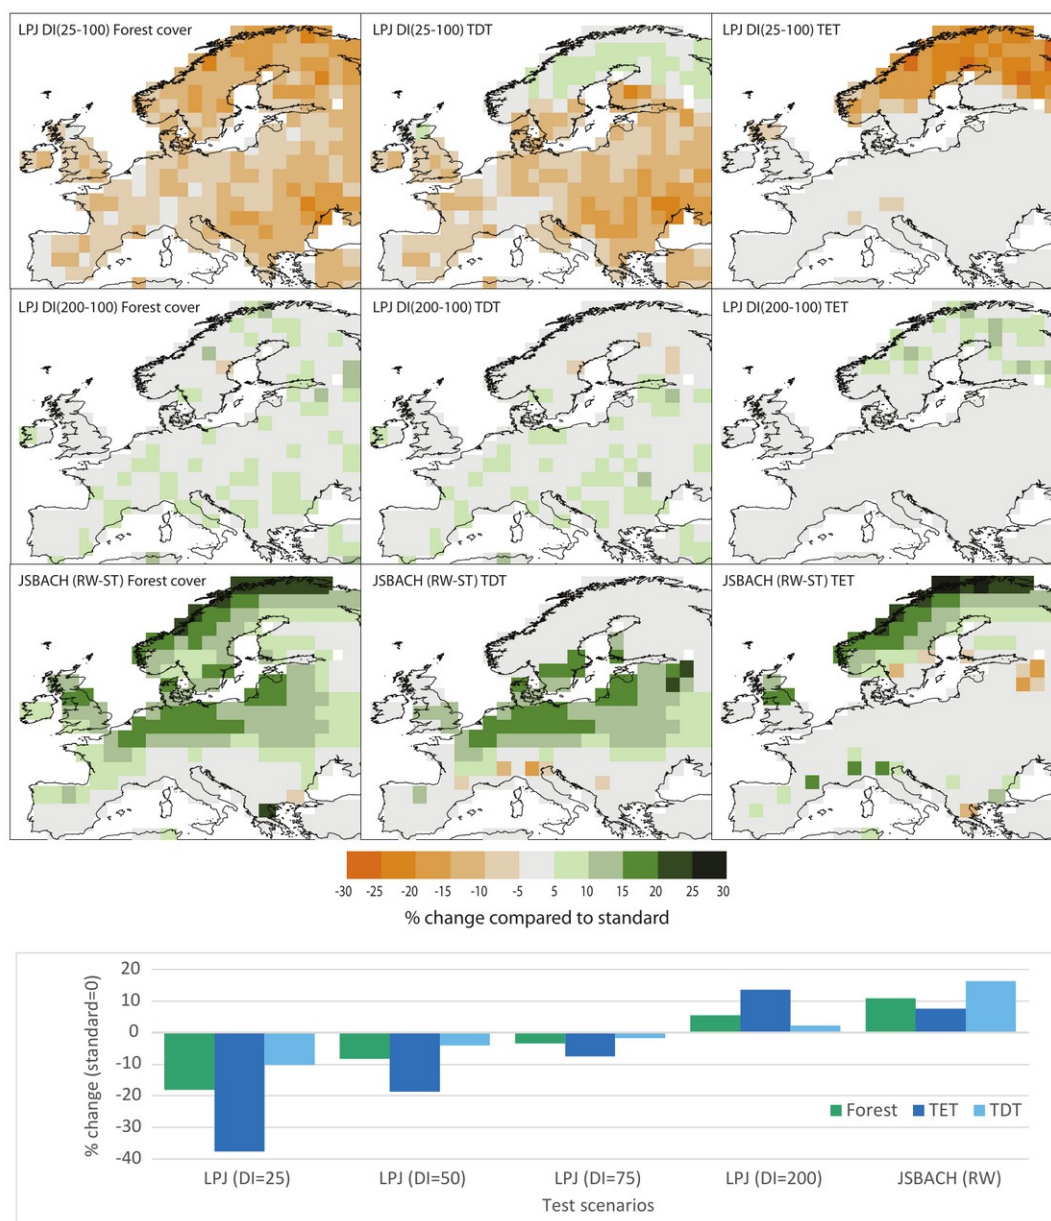 LPJ DI(25-100) Forest cover
LPJ DI(25-100) TDT
LPJ DI(25-100) TET
LPJ DI(200-100) Forest cover
LPJ DI(200-100) TDT
LPJ DI(200-100) TET
JSBACH (RW-ST) Forest cover
JSBACH (RW-ST) TDT
JSBACH (RW-ST) TET
-30 -25 -20 -15 -10 -5 5 10 15 20 25 30
% change compared to standard
% change (standard=0)
20
10
0
-10
-20
-30
-40
Forest TET TDT
LPJ (DI=25) LPJ (DI=50) LPJ (DI=75) LPJ (DI=200) JSBACH (RW)
Test scenarios